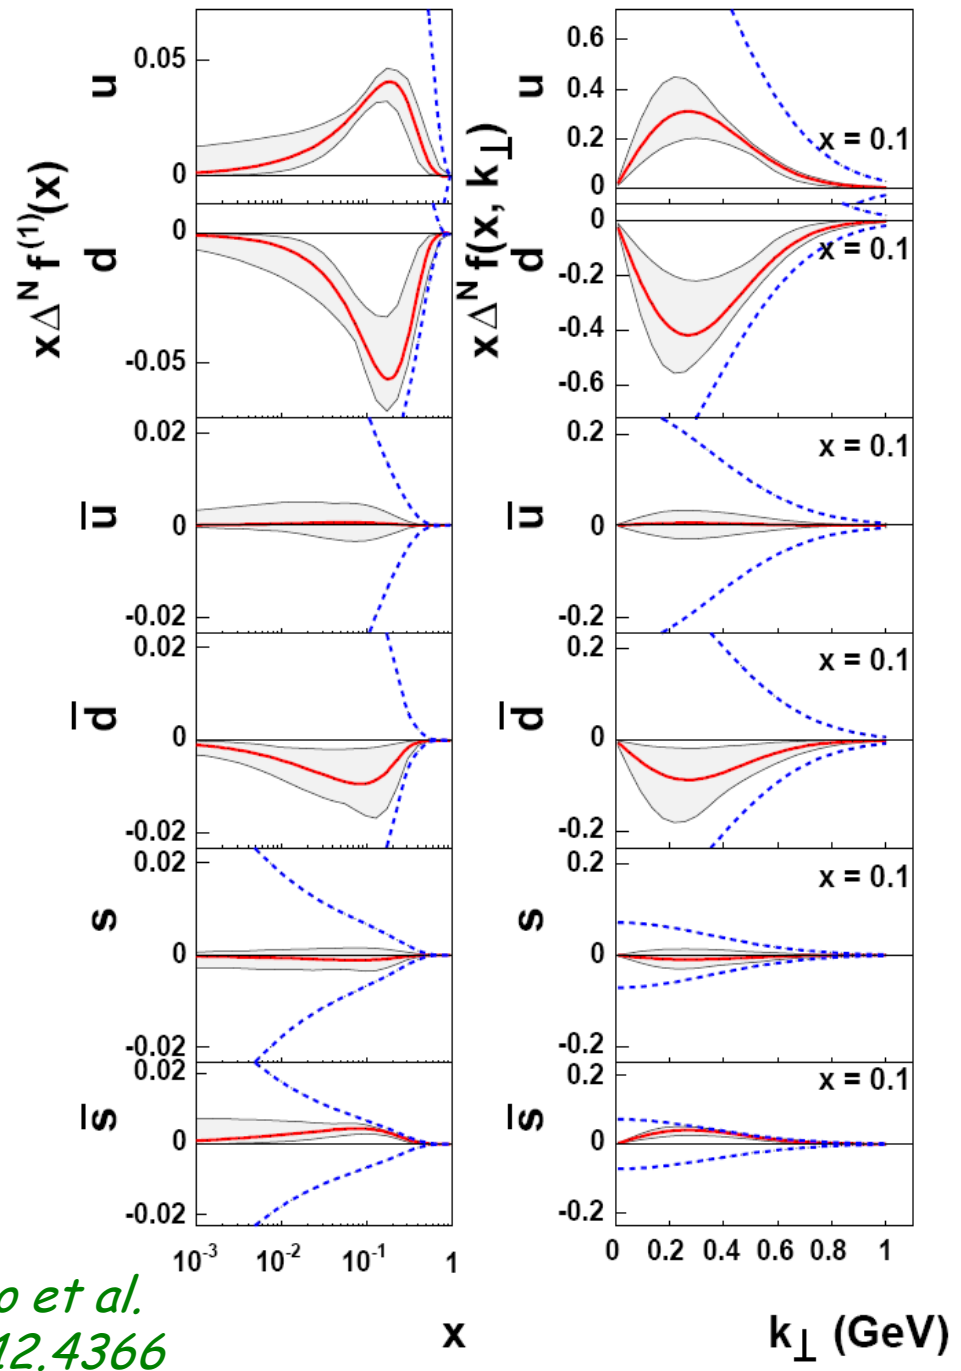 x Δ^N f^(1)(x)
u
0.05
0
d
0
-0.05
u̅
0.02
0
-0.02
d̅
0.02
0
-0.02
s
0.02
0
-0.02
s̅
0.02
0
-0.02
10^-3 10^-2 10^-1 1
x
x Δ^N f(x, k_⊥)
u
0.6
0.4
0.2
0
x = 0.1
d
0
-0.2
-0.4
-0.6
x = 0.1
u̅
0.2
0
-0.2
x = 0.1
d̅
0.2
0
-0.2
x = 0.1
s
0.2
0
-0.2
x = 0.1
s̅
0.2
0
-0.2
x = 0.1
0 0.2 0.4 0.6 0.8 1
k_⊥ (GeV)
o et al.
12.4366